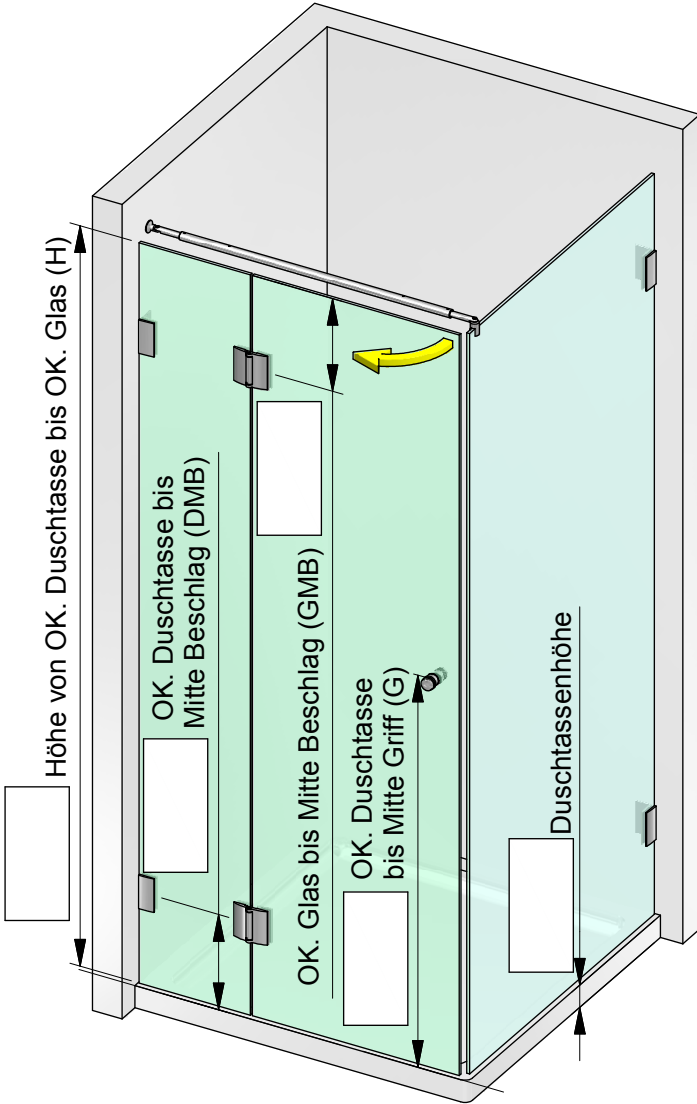 Höhe von OK. Duschtasse bis OK. Glas (H)
OK. Duschtasse bis
Mitte Beschlag (DMB)
OK. Glas bis Mitte Beschlag (GMB)
OK. Duschtasse
bis Mitte Griff (G)
Duschtassenhöhe